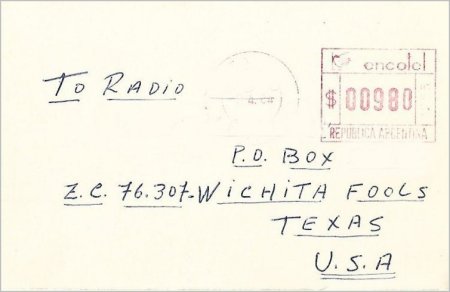 encotel
To RADIO
$ 00980
REPUBLICA ARGENTINA
P.O. BOX
Z.C. 76.307-WICHITA FOOLS
TEXAS
U.S.A